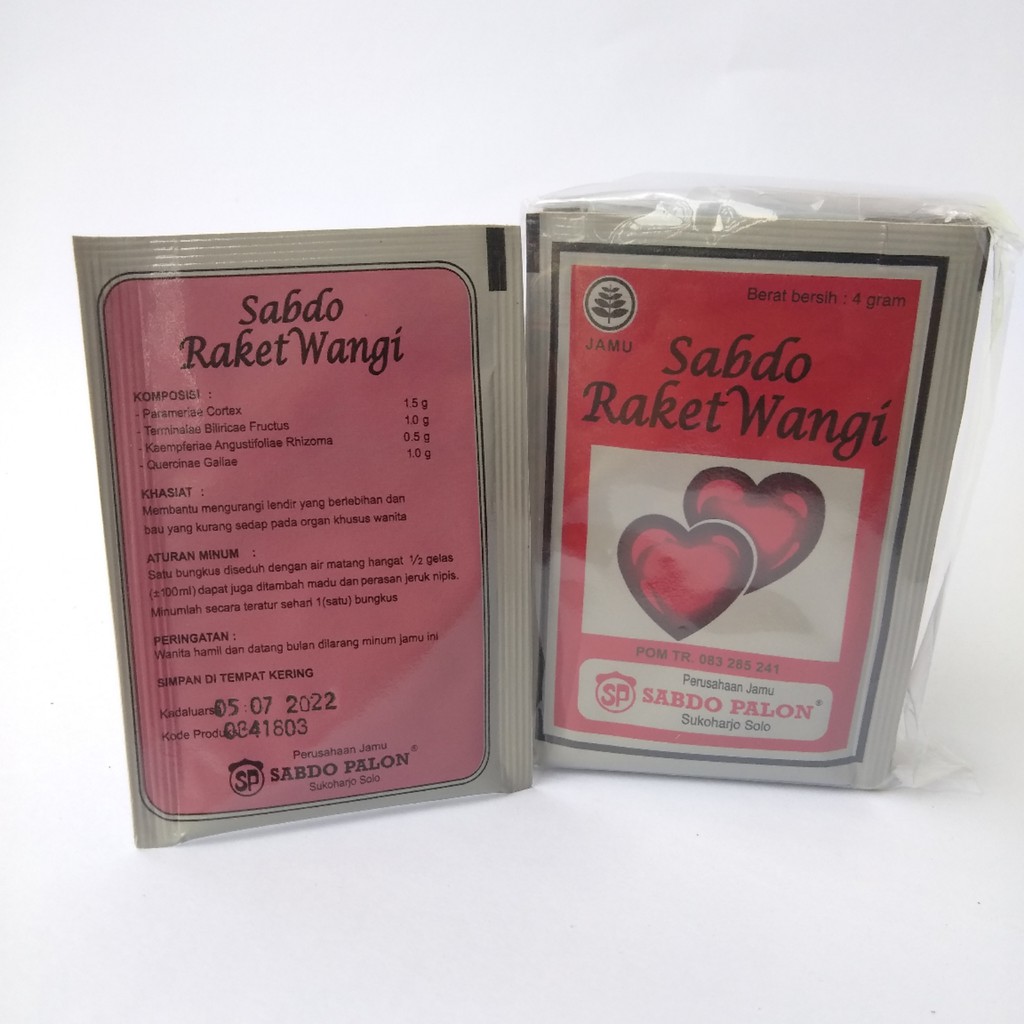 Sabdo
Raket Wangi
KOMPOSISI :
- Parameriae Cortex 1.5 g
- Terminalae Biliricae Fructus 1.0 g
- Kaempferiae Angustifoliae Rhizoma 0.5 g
- Quercinae Gallae 1.0 g
KHASIAT :
Membantu mengurangi lendir yang berlebihan dan
bau yang kurang sedap pada organ khusus wanita
ATURAN MINUM :
Satu bungkus diseduh dengan air matang hangat ½ gelas
(±100ml) dapat juga ditambah madu dan perasan jeruk nipis.
Minumlah secara teratur sehari 1(satu) bungkus
PERINGATAN :
Wanita hamil dan datang bulan dilarang minum jamu ini
SIMPAN DI TEMPAT KERING
Kadaluarsa 05 07 2022
Kode Produksi 0841803
Perusahaan Jamu
SP SABDO PALON®
Sukoharjo Solo
JAMU
Berat bersih : 4 gram
Sabdo
Raket Wangi
POM TR. 083 285 241
Perusahaan Jamu
SP SABDO PALON®
Sukoharjo Solo